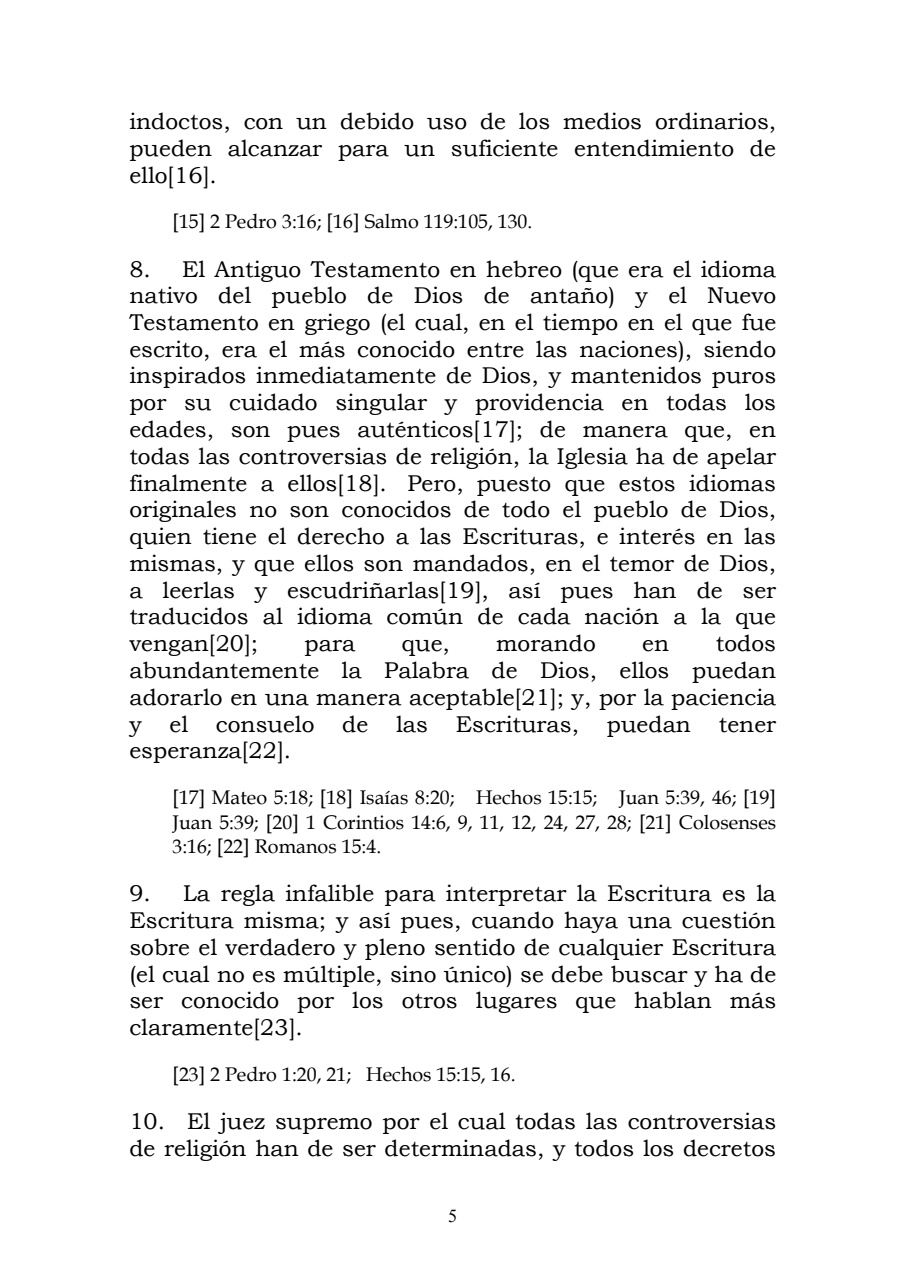 indoctos, con un debido uso de los medios ordinarios,
pueden alcanzar para un suficiente entendimiento de
ello[16].
[15] 2 Pedro 3:16; [16] Salmo 119:105, 130.
8. El Antiguo Testamento en hebreo (que era el idioma
nativo del pueblo de Dios de antaño) y el Nuevo
Testamento en griego (el cual, en el tiempo en el que fue
escrito, era el más conocido entre las naciones), siendo
inspirados inmediatamente de Dios, y mantenidos puros
por su cuidado singular y providencia en todas los
edades, son pues auténticos[17]; de manera que, en
todas las controversias de religión, la Iglesia ha de apelar
finalmente a ellos[18]. Pero, puesto que estos idiomas
originales no son conocidos de todo el pueblo de Dios,
quien tiene el derecho a las Escrituras, e interés en las
mismas, y que ellos son mandados, en el temor de Dios,
a leerlas y escudriñarlas[19], así pues han de ser
traducidos al idioma común de cada nación a la que
vengan[20]; para que, morando en todos
abundantemente la Palabra de Dios, ellos puedan
adorarlo en una manera aceptable[21]; y, por la paciencia
y el consuelo de las Escrituras, puedan tener
esperanza[22].
[17] Mateo 5:18; [18] Isaías 8:20; Hechos 15:15; Juan 5:39, 46; [19]
Juan 5:39; [20] 1 Corintios 14:6, 9, 11, 12, 24, 27, 28; [21] Colosenses
3:16; [22] Romanos 15:4.
9. La regla infalible para interpretar la Escritura es la
Escritura misma; y así pues, cuando haya una cuestión
sobre el verdadero y pleno sentido de cualquier Escritura
(el cual no es múltiple, sino único) se debe buscar y ha de
ser conocido por los otros lugares que hablan más
claramente[23].
[23] 2 Pedro 1:20, 21; Hechos 15:15, 16.
10. El juez supremo por el cual todas las controversias
de religión han de ser determinadas, y todos los decretos
5